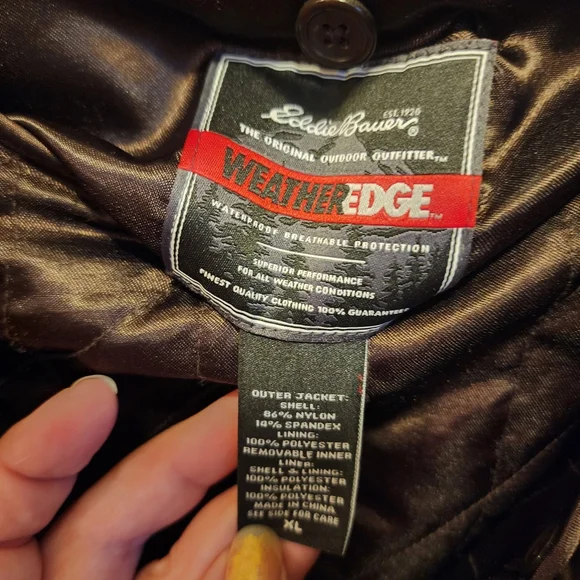 EST. 1920
Eddie Bauer®
THE ORIGINAL OUTDOOR OUTFITTER™
WEATHEREDGE™
WATERPROOF BREATHABLE PROTECTION
SUPERIOR PERFORMANCE
FOR ALL WEATHER CONDITIONS
FINEST QUALITY CLOTHING 100% GUARANTEED
OUTER JACKET:
SHELL:
86% NYLON
14% SPANDEX
LINING:
100% POLYESTER
REMOVABLE INNER
LINER:
SHELL & LINING:
100% POLYESTER
INSULATION:
100% POLYESTER
MADE IN CHINA
SEE SIDE FOR CARE
XL